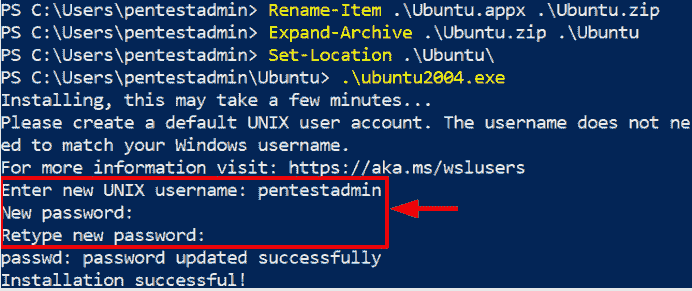 PS C:\Users\pentestadmin> Rename-Item .\Ubuntu.appx .\Ubuntu.zip
PS C:\Users\pentestadmin> Expand-Archive .\Ubuntu.zip .\Ubuntu
PS C:\Users\pentestadmin> Set-Location .\Ubuntu\
PS C:\Users\pentestadmin\Ubuntu> .\ubuntu2004.exe
Installing, this may take a few minutes...
Please create a default UNIX user account. The username does not ne
ed to match your Windows username.
For more information visit: https://aka.ms/wslusers
Enter new UNIX username: pentestadmin
New password:
Retype new password:
passwd: password updated successfully
Installation successful!